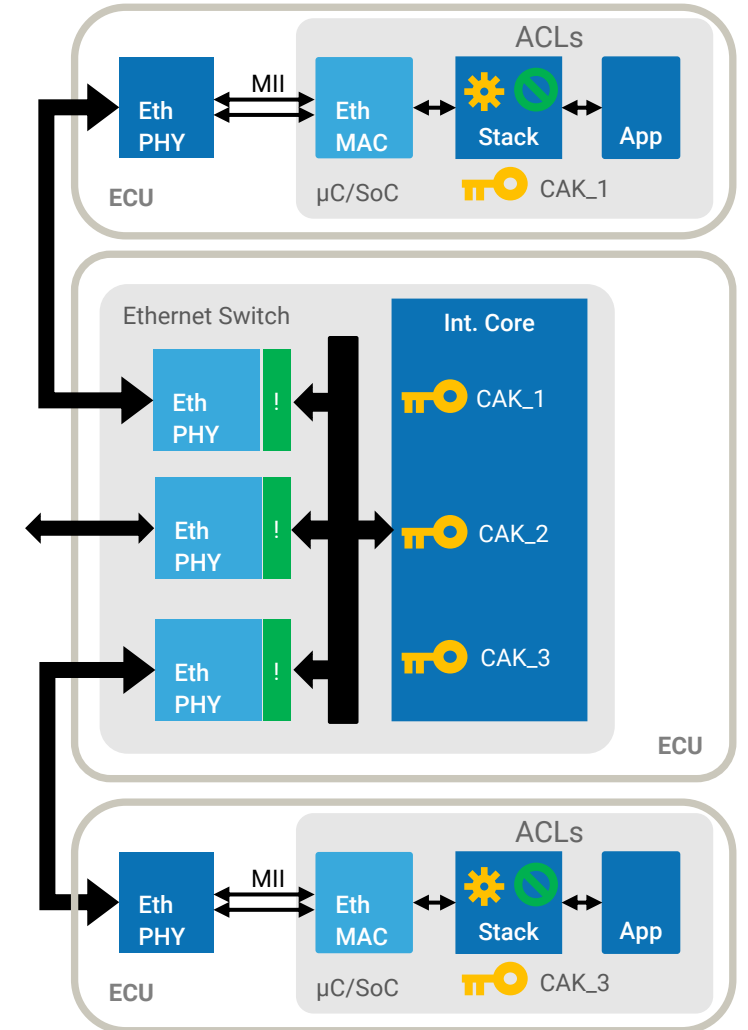 ACLs
MII
Eth
PHY
Eth
MAC
Stack
App
ECU
µC/SoC
CAK_1
Ethernet Switch
Int. Core
Eth
PHY
!
CAK_1
Eth
PHY
!
CAK_2
Eth
PHY
!
CAK_3
ECU
ACLs
MII
Eth
PHY
Eth
MAC
Stack
App
ECU
µC/SoC
CAK_3